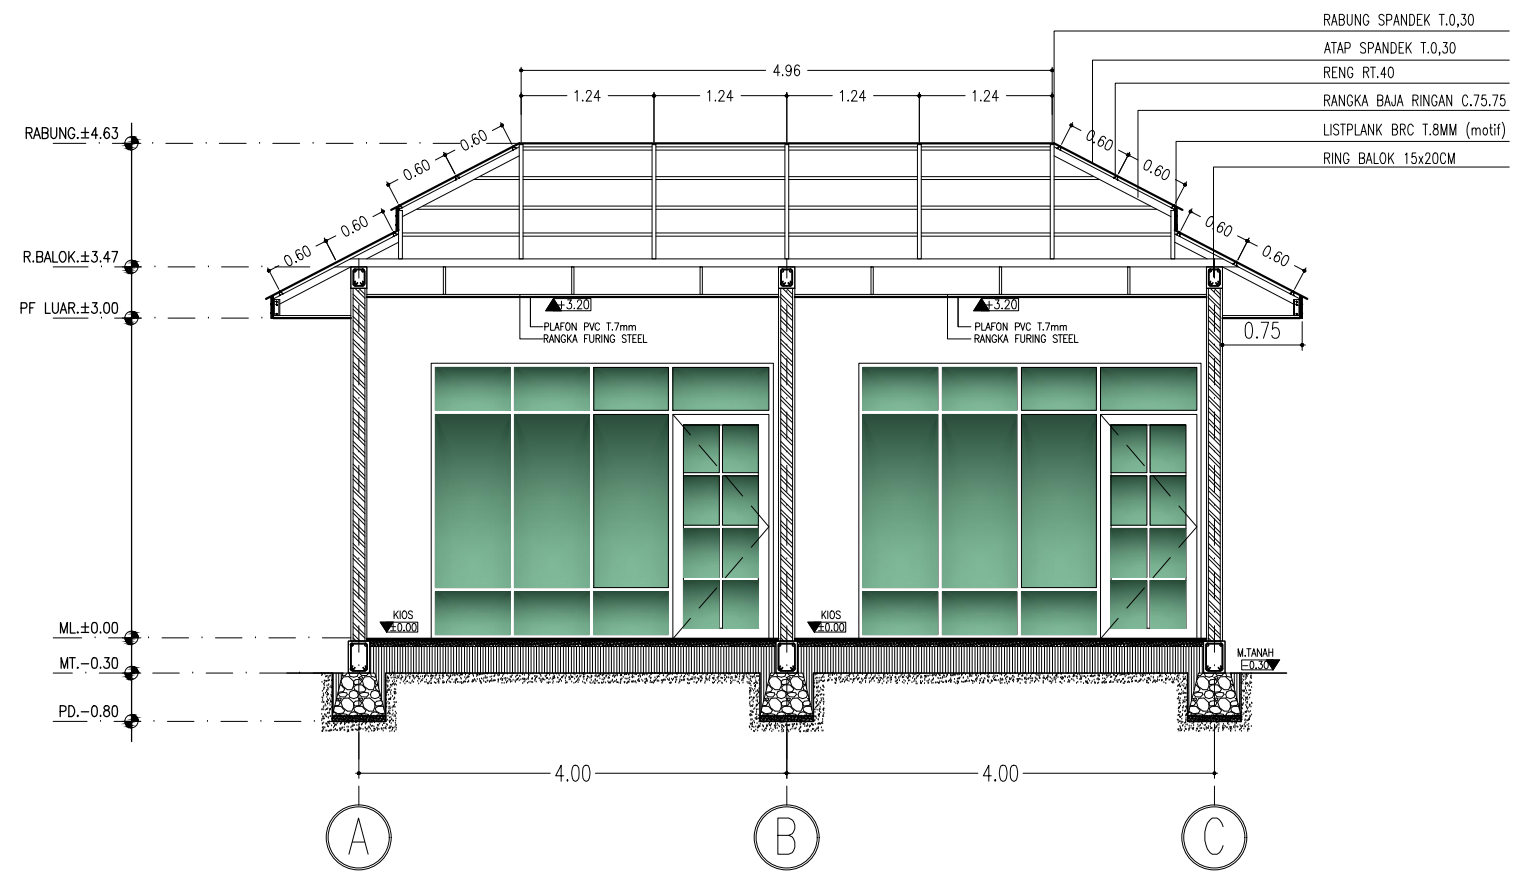 RABUNG SPANDEK T.0,30
ATAP SPANDEK T.0,30
RENG RT.40
RANGKA BAJA RINGAN C.75.75
LISTPLANK BRC T.8MM (motif)
RING BALOK 15x20CM
4.96
1.24 1.24 1.24 1.24
RABUNG.±4.63
0.60 0.60
0.60 0.60
0.60 0.60
0.60 0.60
R.BALOK.±3.47
PF LUAR.±3.00
+3.20 +3.20
PLAFON PVC T.7mm PLAFON PVC T.7mm
RANGKA FURING STEEL RANGKA FURING STEEL
0.75
KIOS KIOS
±0.00 ±0.00
ML.±0.00
MT.-0.30
M.TANAH
-0.30
PD.-0.80
4.00 4.00
A B C